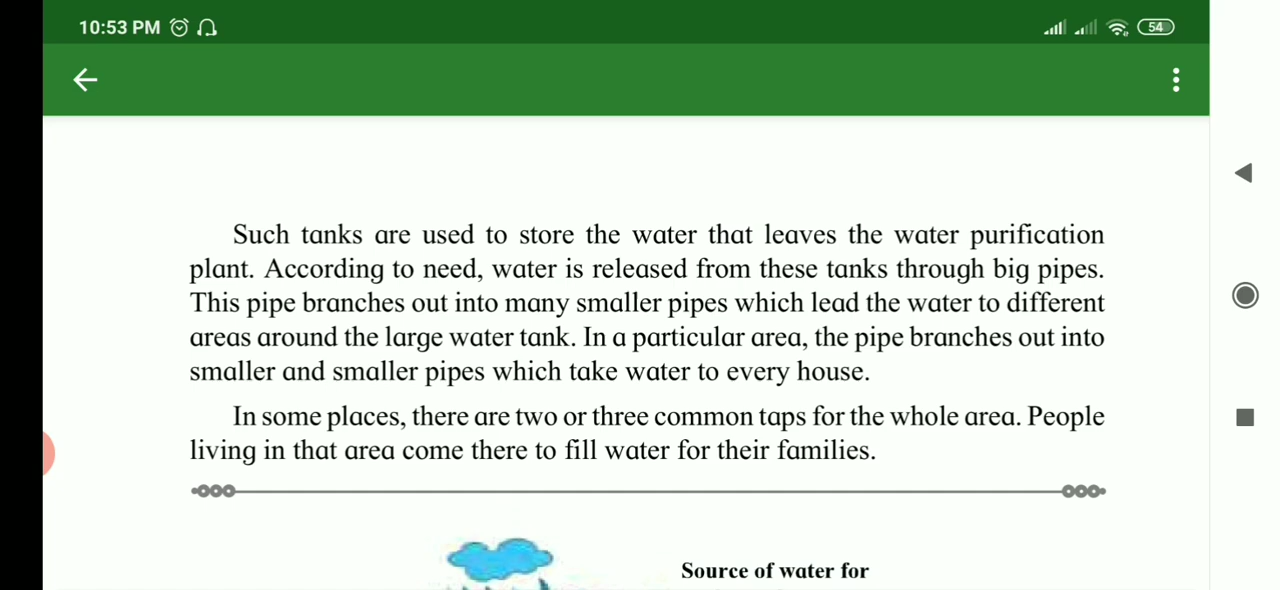 10:53 PM
54
Such tanks are used to store the water that leaves the water purification
plant. According to need, water is released from these tanks through big pipes.
This pipe branches out into many smaller pipes which lead the water to different
areas around the large water tank. In a particular area, the pipe branches out into
smaller and smaller pipes which take water to every house.
In some places, there are two or three common taps for the whole area. People
living in that area come there to fill water for their families.
Source of water for